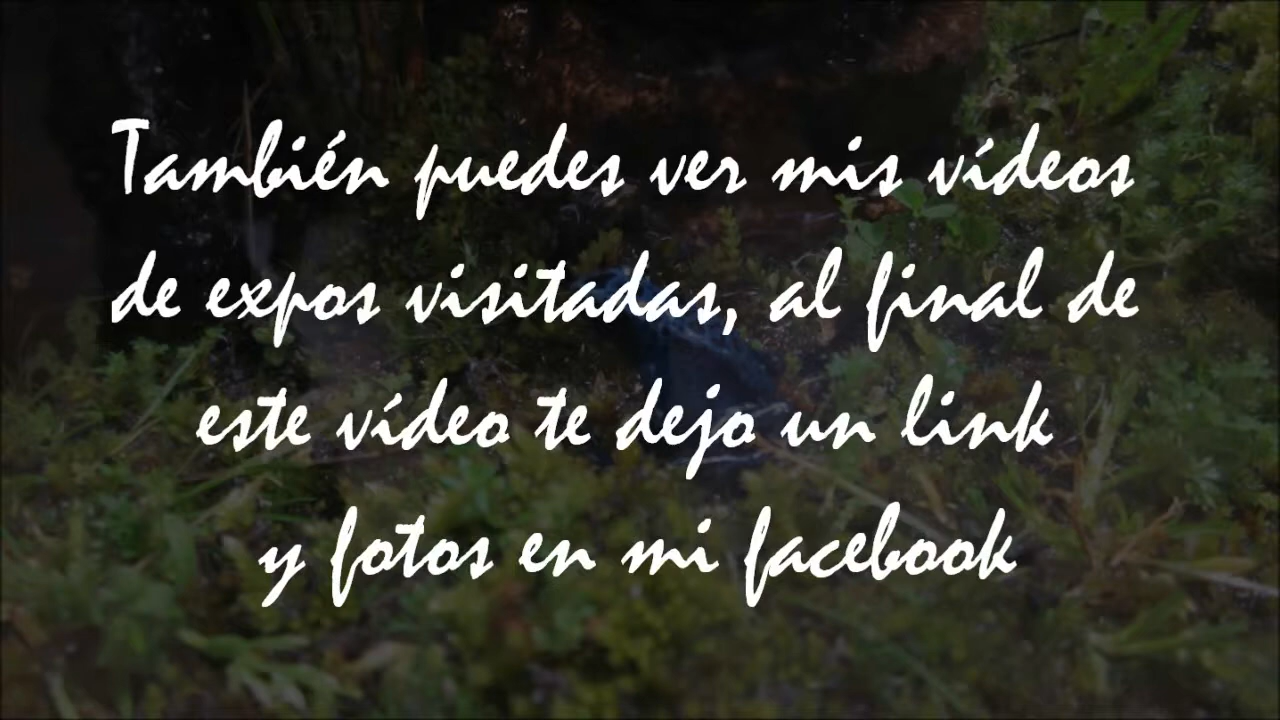 También puedes ver mis vídeos
de expos visitadas, al final de
este vídeo te dejo un link
y fotos en mi facebook